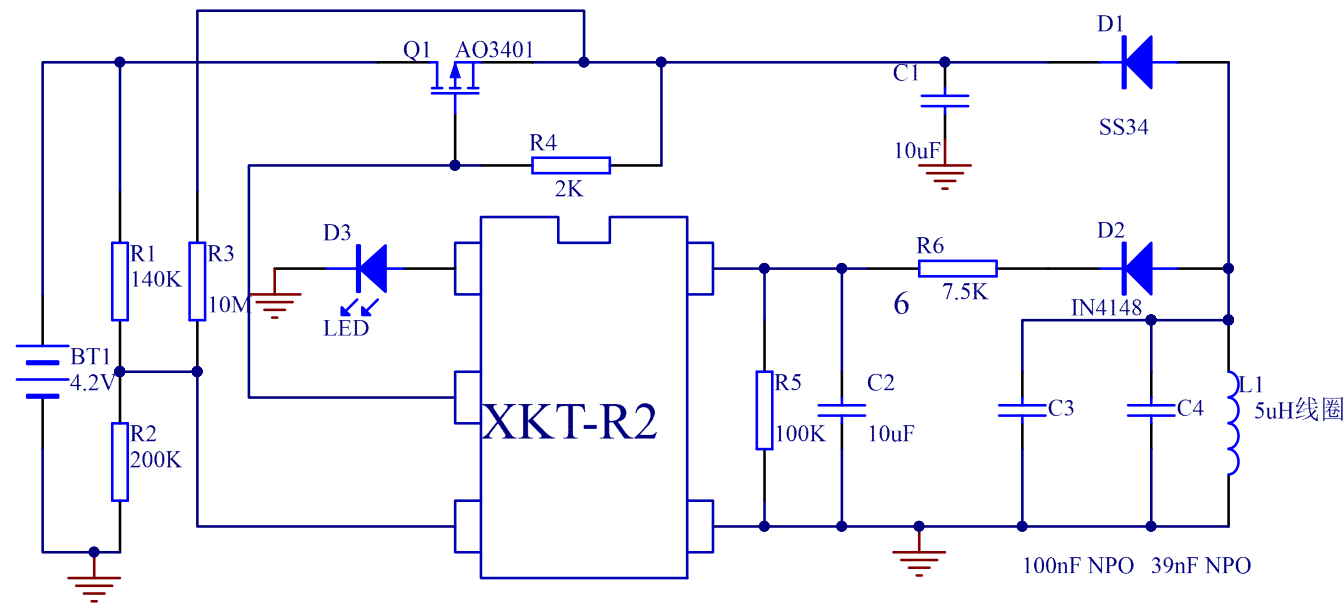 D1
Q1 AO3401
C1
SS34
R4
10uF
2K
D3
D2
R6
R1
R3
140K
7.5K
10M
6
IN4148
LED
BT1
4.2V
R5
C2
L1
C3
C4
5uH线圈
XKT-R2
R2
100K
10uF
200K
100nF NPO 39nF NPO